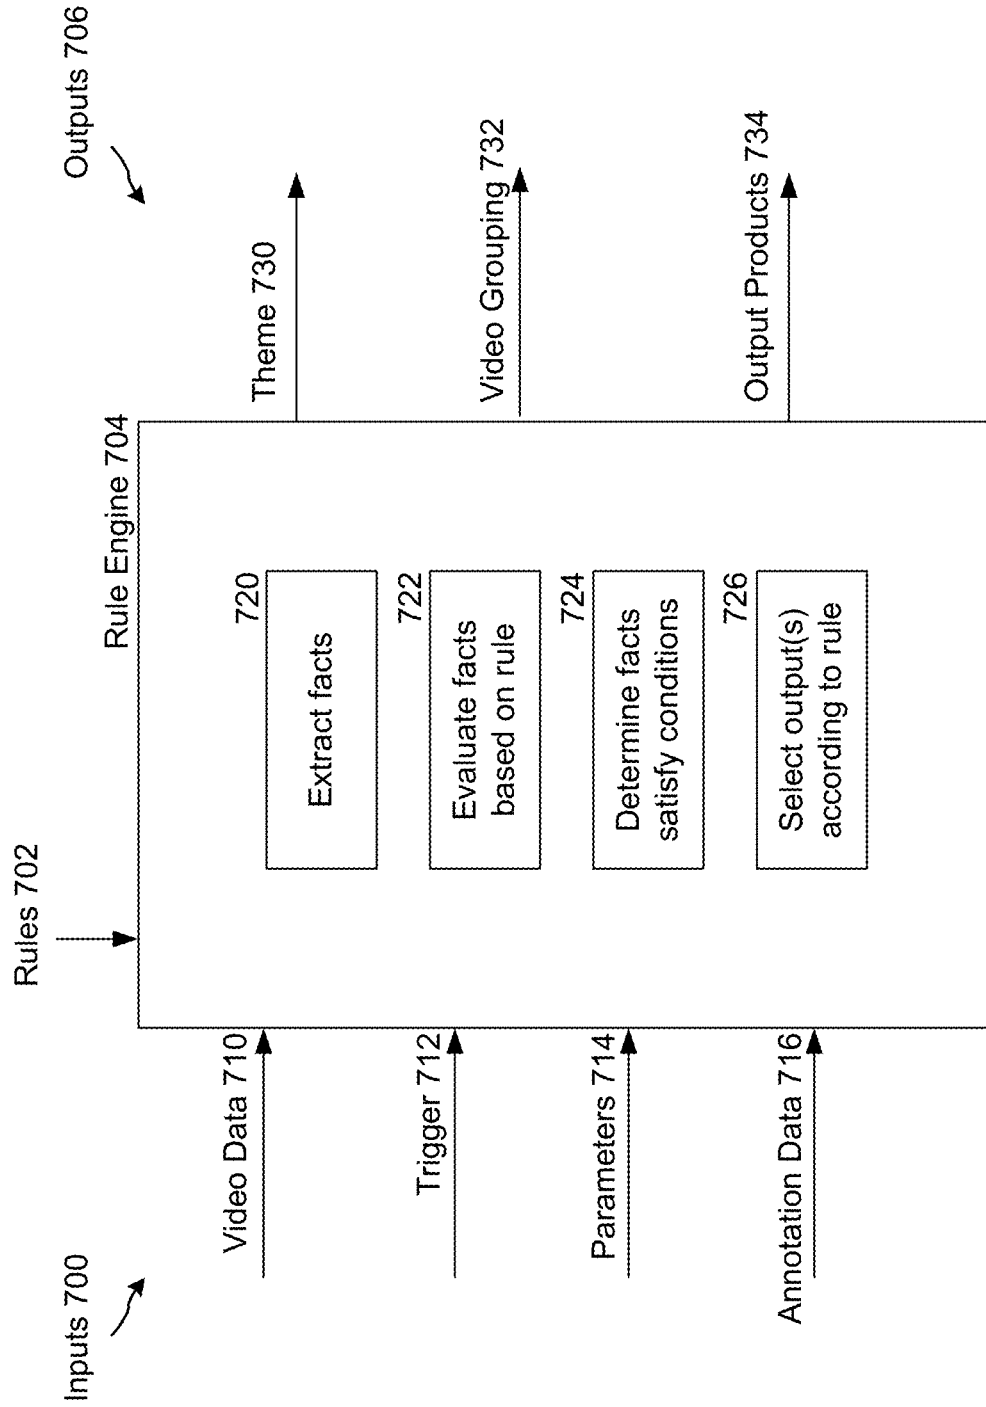 Inputs 700
Rules 702
Rule Engine 704
Outputs 706
Video Data 710
Trigger 712
Parameters 714
Annotation Data 716
720
Extract facts
722
Evaluate facts
based on rule
724
Determine facts
satisfy conditions
726
Select output(s)
according to rule
Theme 730
Video Grouping 732
Output Products 734